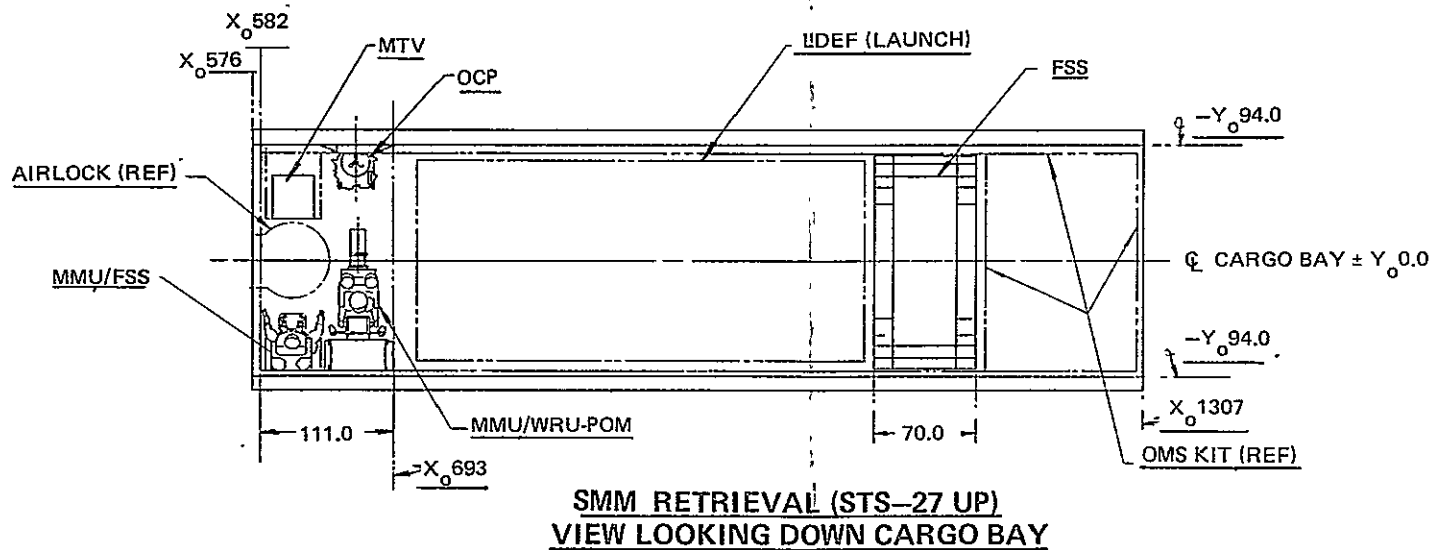 X₀582
X₀576
MTV
OCP
LDEF (LAUNCH)
FSS
-Y₀94.0
AIRLOCK (REF)
MMU/FSS
℄ CARGO BAY ± Y₀0.0
-Y₀94.0
X₀1307
MMU/WRU-POM
111.0
70.0
X₀693
OMS KIT (REF)
SMM RETRIEVAL (STS–27 UP)
VIEW LOOKING DOWN CARGO BAY